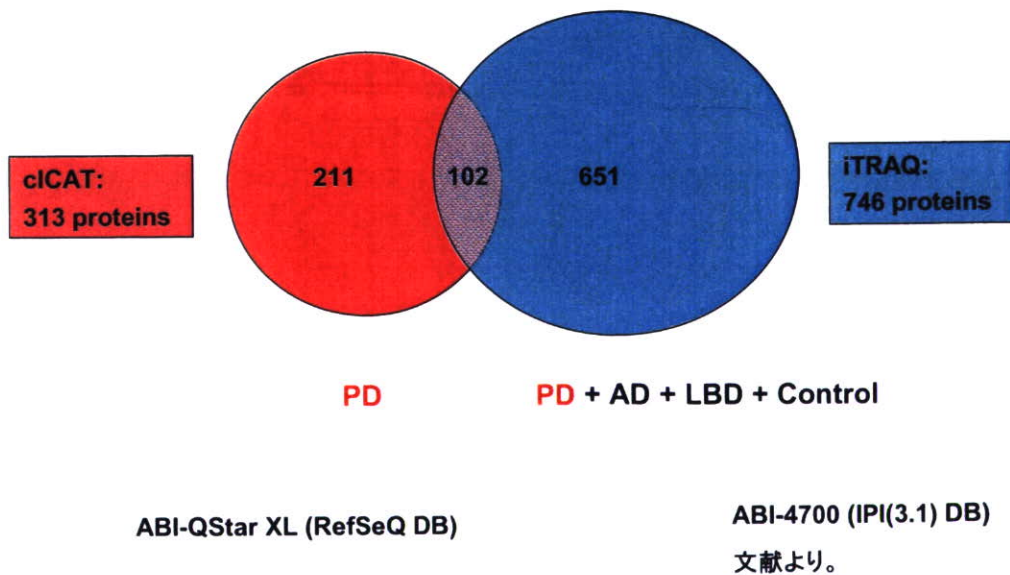 cICAT:
313 proteins
211
102
651
iTRAQ:
746 proteins
PD
PD + AD + LBD + Control
ABI-QStar XL (RefSeQ DB)
ABI-4700 (IPI(3.1) DB)
文献より。